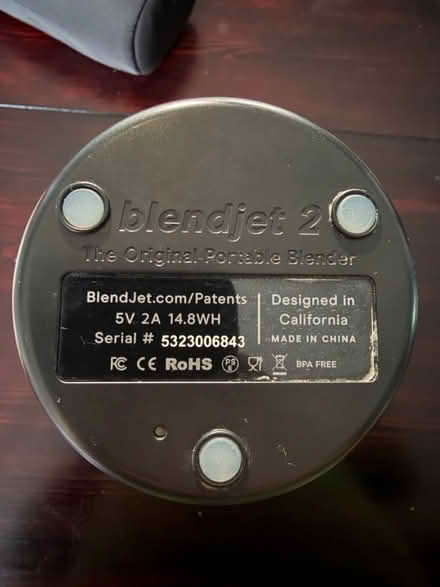 blendjet 2
The Original Portable Blender
BlendJet.com/Patents
5V 2A 14.8WH
Serial # 5323006843
Designed in
California
MADE IN CHINA
FC CE RoHS PS BPA FREE